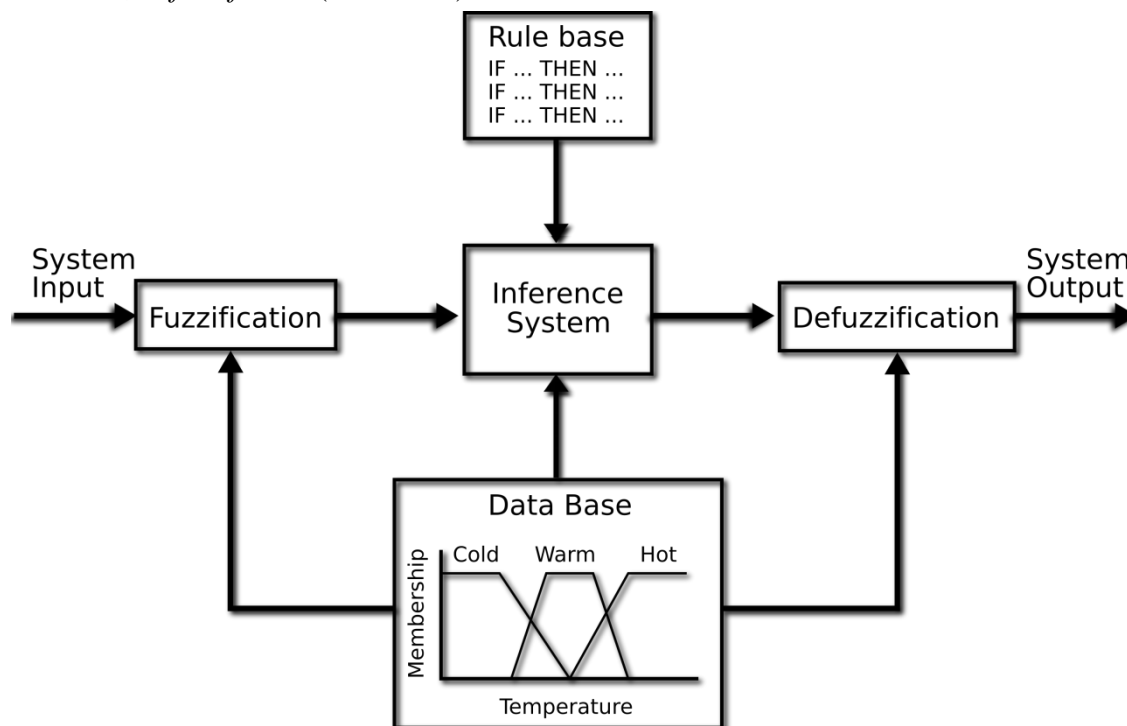 Rule base
IF ... THEN ...
IF ... THEN ...
IF ... THEN ...
System
Input
Fuzzification
Inference
System
Defuzzification
System
Output
Data Base
Cold Warm Hot
Membership
Temperature